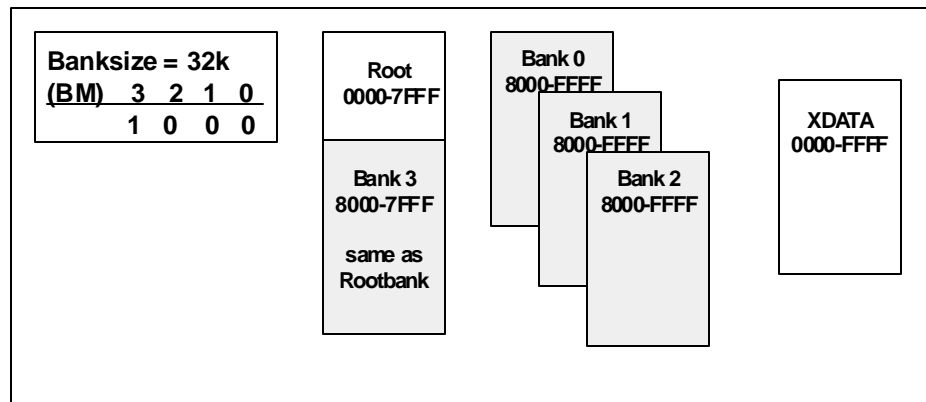 Banksize = 32k
(BM) 3 2 1 0
1 0 0 0
Root
0000-7FFF
Bank 3
8000-7FFF
same as
Rootbank
Bank 0
8000-FFFF
Bank 1
8000-FFFF
Bank 2
8000-FFFF
XDATA
0000-FFFF